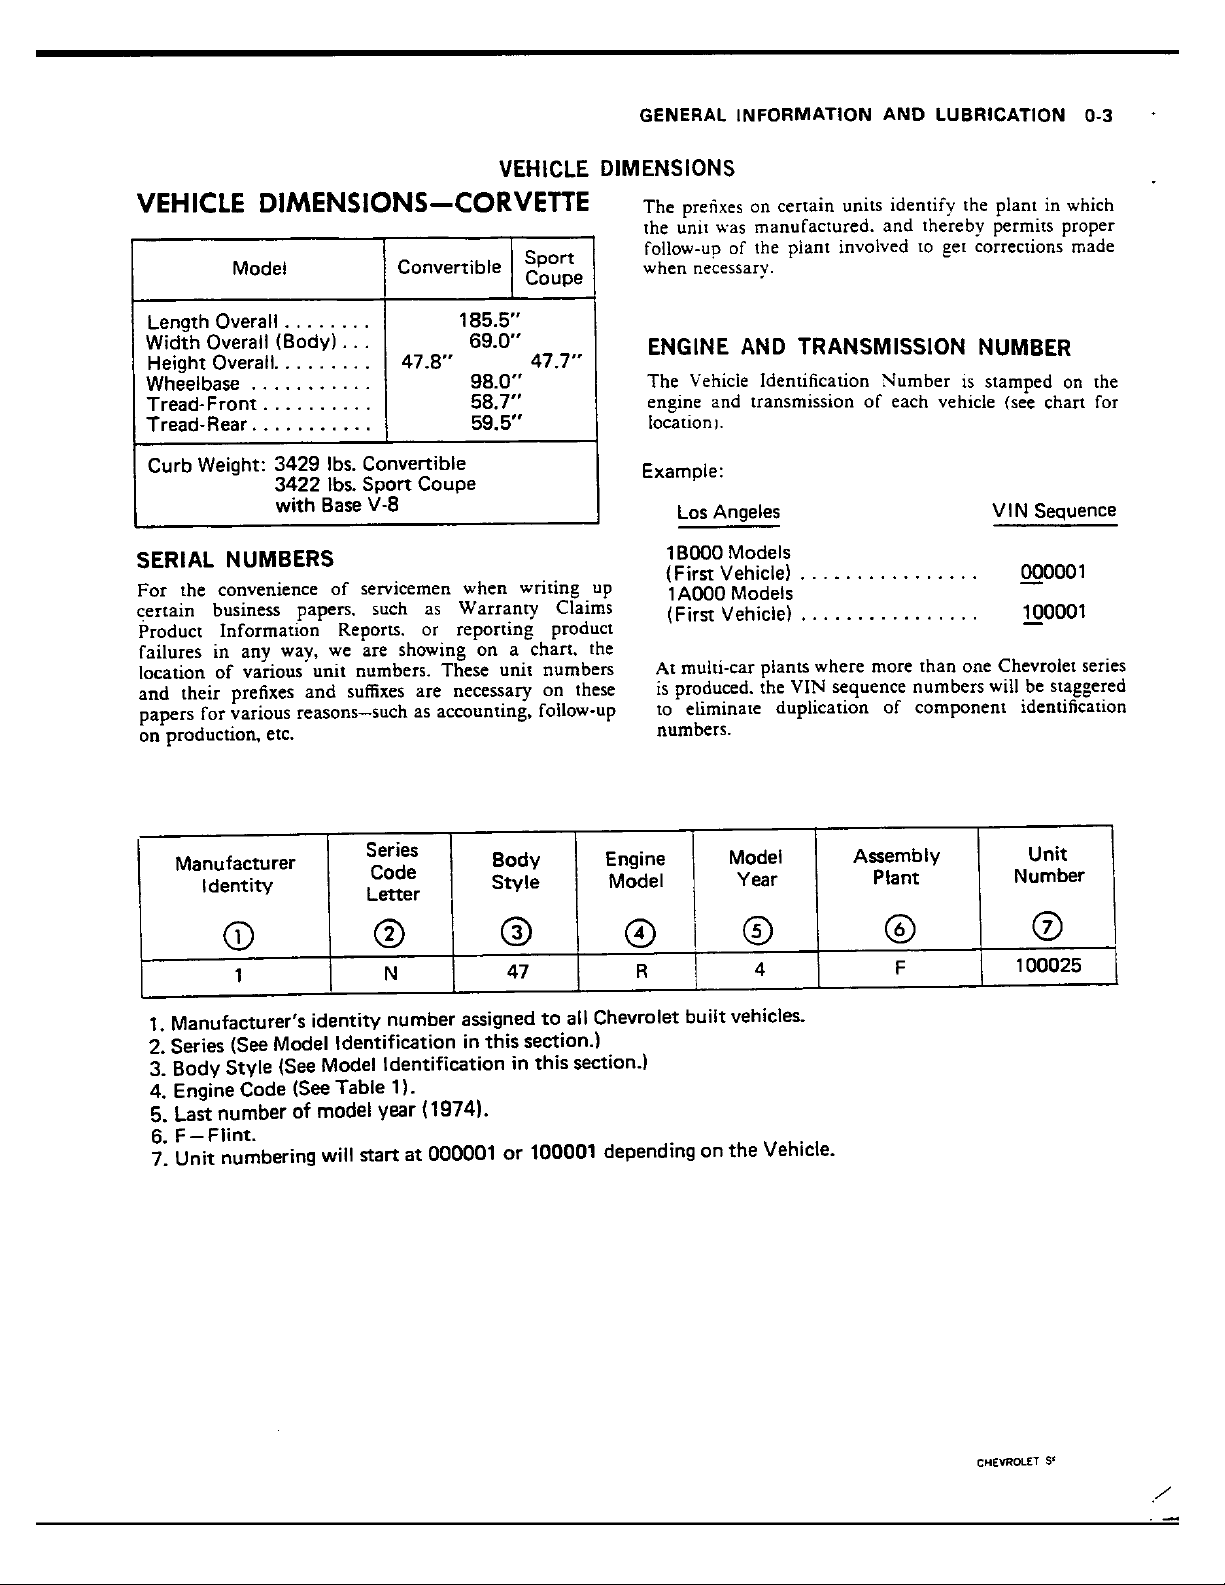 GENERAL INFORMATION AND LUBRICATION 0-3
VEHICLE DIMENSIONS
VEHICLE DIMENSIONS—CORVETTE
Model Convertible Sport Coupe
Length Overall ........ 185.5"
Width Overall (Body) ... 69.0"
Height Overall......... 47.8" 47.7"
Wheelbase ........... 98.0"
Tread-Front .......... 58.7"
Tread-Rear........... 59.5"
Curb Weight: 3429 lbs. Convertible
3422 lbs. Sport Coupe
with Base V-8
SERIAL NUMBERS
For the convenience of servicemen when writing up
certain business papers, such as Warranty Claims
Product Information Reports, or reporting product
failures in any way, we are showing on a chart, the
location of various unit numbers. These unit numbers
and their prefixes and suffixes are necessary on these
papers for various reasons—such as accounting, follow-up
on production, etc.
The prefixes on certain units identify the plant in which
the unit was manufactured. and thereby permits proper
follow-up of the plant involved to get corrections made
when necessary.
ENGINE AND TRANSMISSION NUMBER
The Vehicle Identification Number is stamped on the
engine and transmission of each vehicle (see chart for
location).
Example:
Los Angeles VIN Sequence
1B000 Models
(First Vehicle) ................ 000001
1A000 Models
(First Vehicle) ................ 100001
At multi-car plants where more than one Chevrolet series
is produced. the VIN sequence numbers will be staggered
to eliminate duplication of component identification
numbers.
Manufacturer Identity Series Code Letter Body Style Engine Model Model Year Assembly Plant Unit Number
① ② ③ ④ ⑤ ⑥ ⑦
1 N 47 R 4 F 100025
1. Manufacturer's identity number assigned to all Chevrolet built vehicles.
2. Series (See Model Identification in this section.)
3. Body Style (See Model Identification in this section.)
4. Engine Code (See Table 1).
5. Last number of model year (1974).
6. F – Flint.
7. Unit numbering will start at 000001 or 100001 depending on the Vehicle.
CHEVROLET